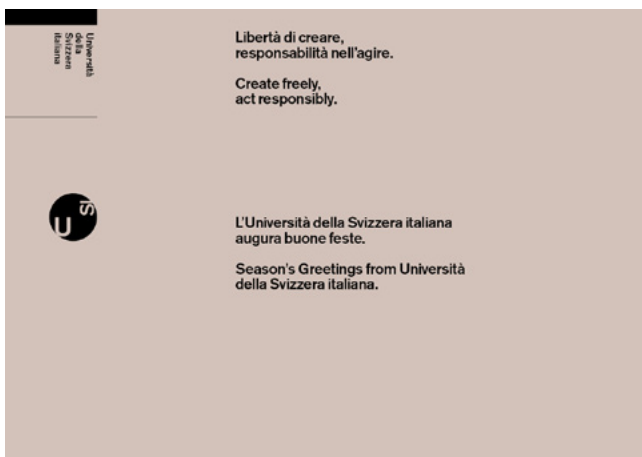 Università
della
Svizzera
italiana
Libertà di creare,
responsabilità nell'agire.
Create freely,
act responsibly.
U SI
L'Università della Svizzera italiana
augura buone feste.
Season's Greetings from Università
della Svizzera italiana.